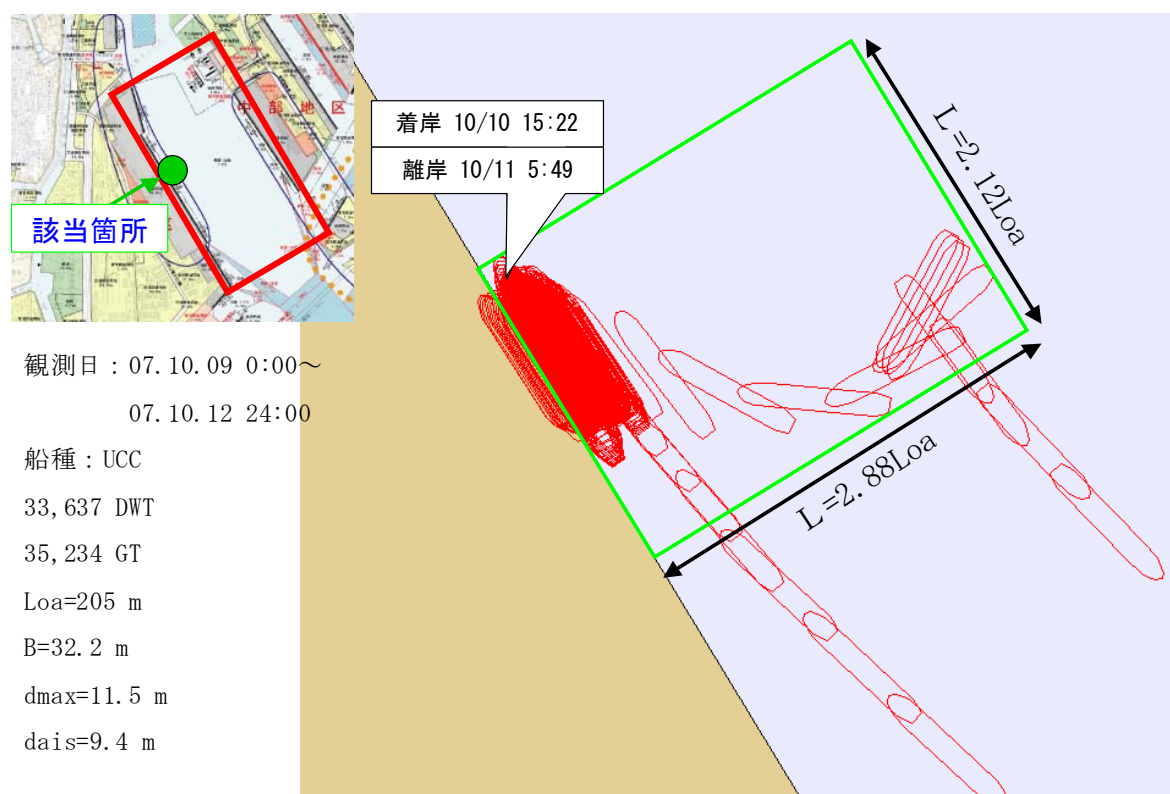 中部地区
該当箇所
着岸 10/10 15:22
離岸 10/11 5:49
L=2.12Loa
L=2.88Loa
観測日：07.10.09 0:00～
07.10.12 24:00
船種：UCC
33,637 DWT
35,234 GT
Loa=205 m
B=32.2 m
dmax=11.5 m
dais=9.4 m